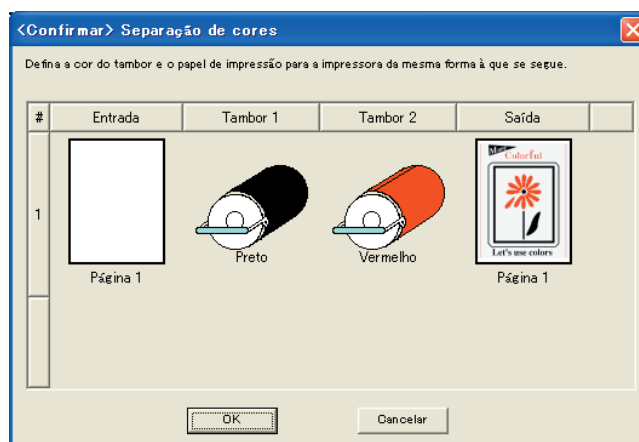 <Confirmar> Separação de cores
Defina a cor do tambor e o papel de impressão para a impressora da mesma forma à que se segue.
# Entrada Tambor 1 Tambor 2 Saída
1
Colorful
Let's use colors
Preto Vermelho
Página 1 Página 1
OK Cancelar